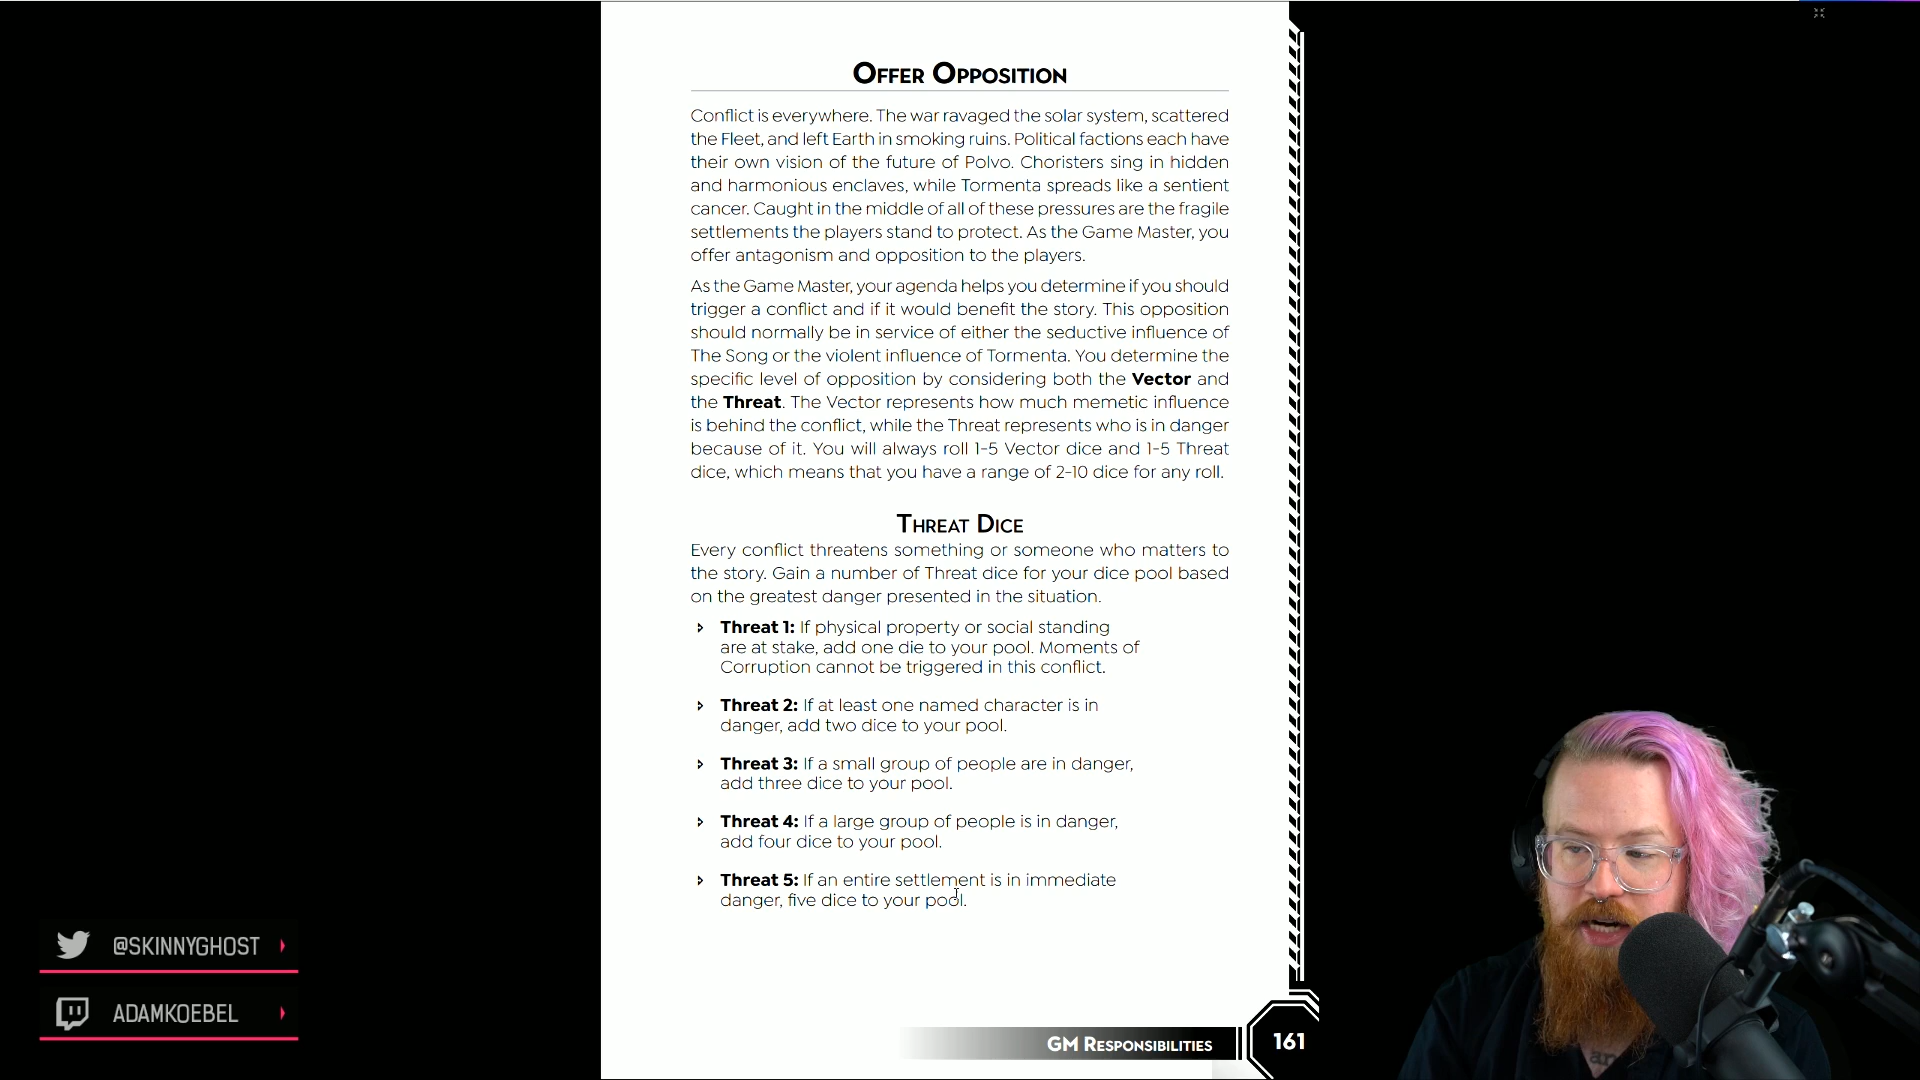 OFFER OPPOSITION
Conflict is everywhere. The war ravaged the solar system, scattered
the Fleet, and left Earth in smoking ruins. Political factions each have
their own vision of the future of Polvo. Choristers sing in hidden
and harmonious enclaves, while Tormenta spreads like a sentient
cancer. Caught in the middle of all of these pressures are the fragile
settlements the players stand to protect. As the Game Master, you
offer antagonism and opposition to the players.
As the Game Master, your agenda helps you determine if you should
trigger a conflict and if it would benefit the story. This opposition
should normally be in service of either the seductive influence of
The Song or the violent influence of Tormenta. You determine the
specific level of opposition by considering both the Vector and
the Threat. The Vector represents how much memetic influence
is behind the conflict, while the Threat represents who is in danger
because of it. You will always roll 1-5 Vector dice and 1-5 Threat
dice, which means that you have a range of 2-10 dice for any roll.
THREAT DICE
Every conflict threatens something or someone who matters to
the story. Gain a number of Threat dice for your dice pool based
on the greatest danger presented in the situation.
Threat 1: If physical property or social standing
are at stake, add one die to your pool. Moments of
Corruption cannot be triggered in this conflict.
Threat 2: If at least one named character is in
danger, add two dice to your pool.
Threat 3: If a small group of people are in danger,
add three dice to your pool.
Threat 4: If a large group of people is in danger,
add four dice to your pool.
Threat 5: If an entire settlement is in immediate
danger, five dice to your pool.
GM RESPONSIBILITIES
161
@SKINNYGHOST
ADAMKOEBEL